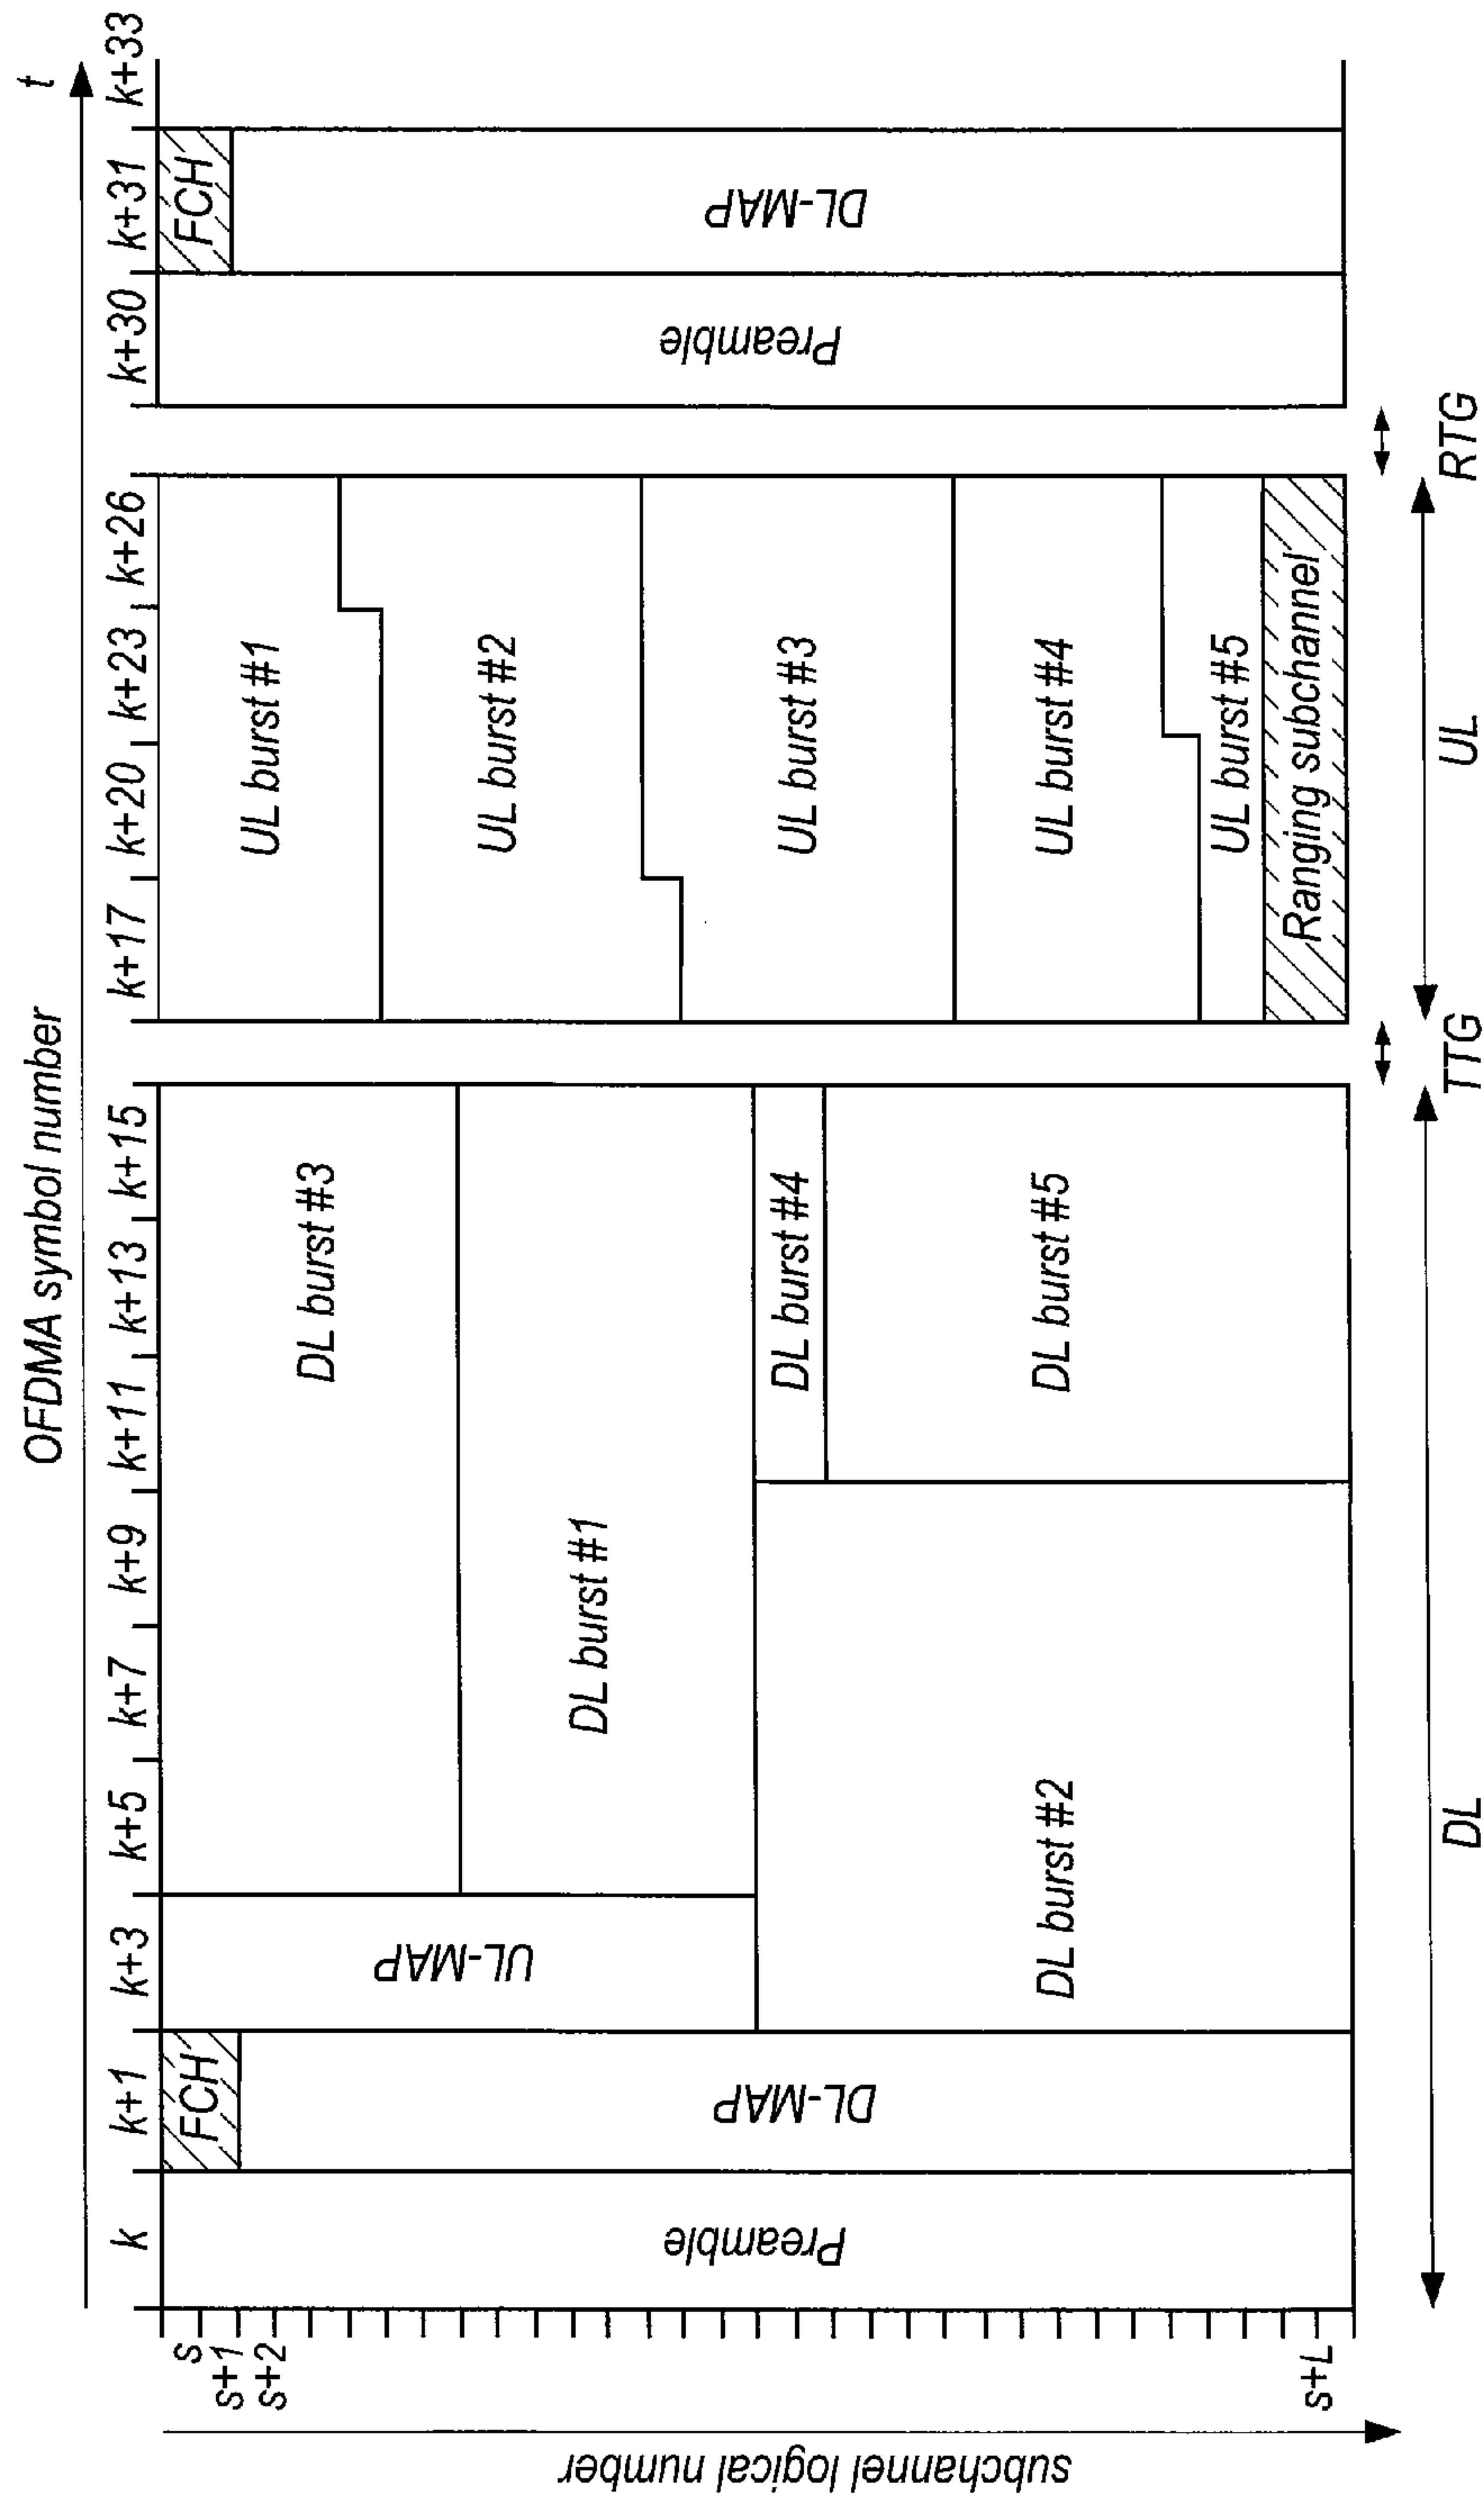 OFDMA symbol number
t
k k+1 k+3 k+5 k+7 k+9 k+11 k+13 k+15 k+17 k+20 k+23 k+26 k+30 k+31 k+33
subchannel logical number
s
s+1
s+2
s+L
Preamble
FCH
DL-MAP
UL-MAP
DL burst #3
DL burst #1
DL burst #2
DL burst #4
DL burst #5
UL burst #1
UL burst #2
UL burst #3
UL burst #4
UL burst #5
Ranging subchannel
Preamble
FCH
DL-MAP
DL
TTG
UL
RTG